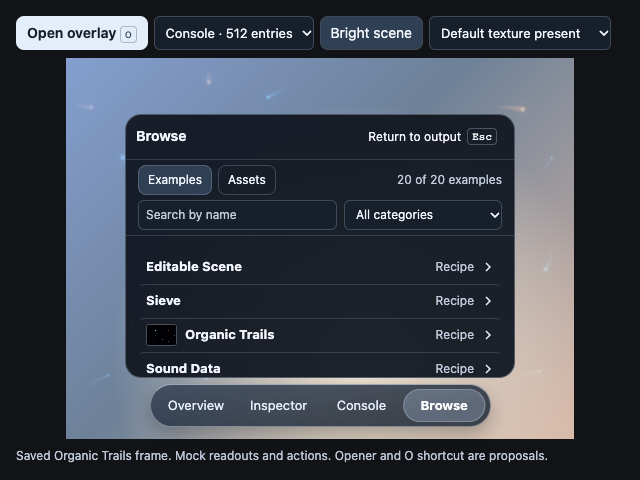 Open overlay o Console · 512 entries Bright scene Default texture present
Browse Return to output Esc
Examples Assets 20 of 20 examples
Search by name All categories
Editable Scene Recipe
Sieve Recipe
Organic Trails Recipe
Sound Data Recipe
Overview Inspector Console Browse
Saved Organic Trails frame. Mock readouts and actions. Opener and O shortcut are proposals.